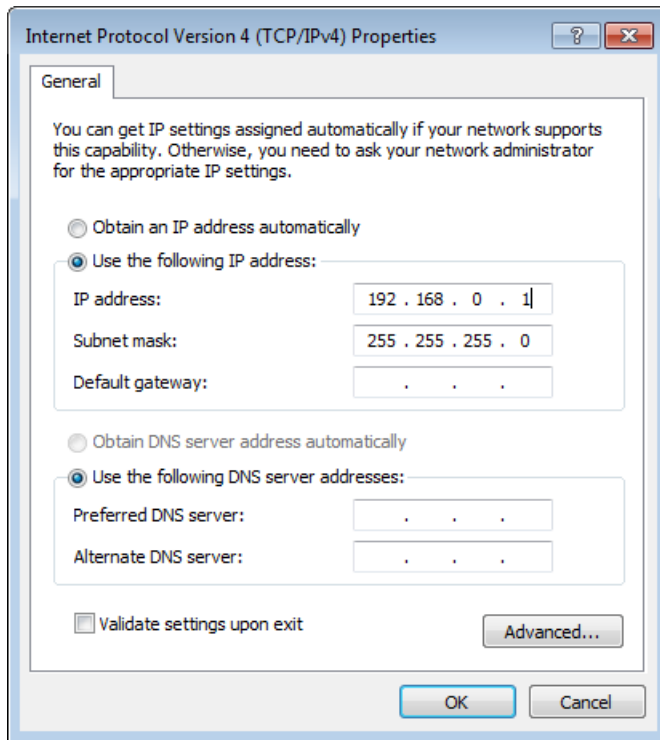 Internet Protocol Version 4 (TCP/IPv4) Properties
?
General
You can get IP settings assigned automatically if your network supports
this capability. Otherwise, you need to ask your network administrator
for the appropriate IP settings.
Obtain an IP address automatically
Use the following IP address:
IP address: 192 . 168 . 0 . 1
Subnet mask: 255 . 255 . 255 . 0
Default gateway: . . .
Obtain DNS server address automatically
Use the following DNS server addresses:
Preferred DNS server: . . .
Alternate DNS server: . . .
Validate settings upon exit
Advanced...
OK Cancel